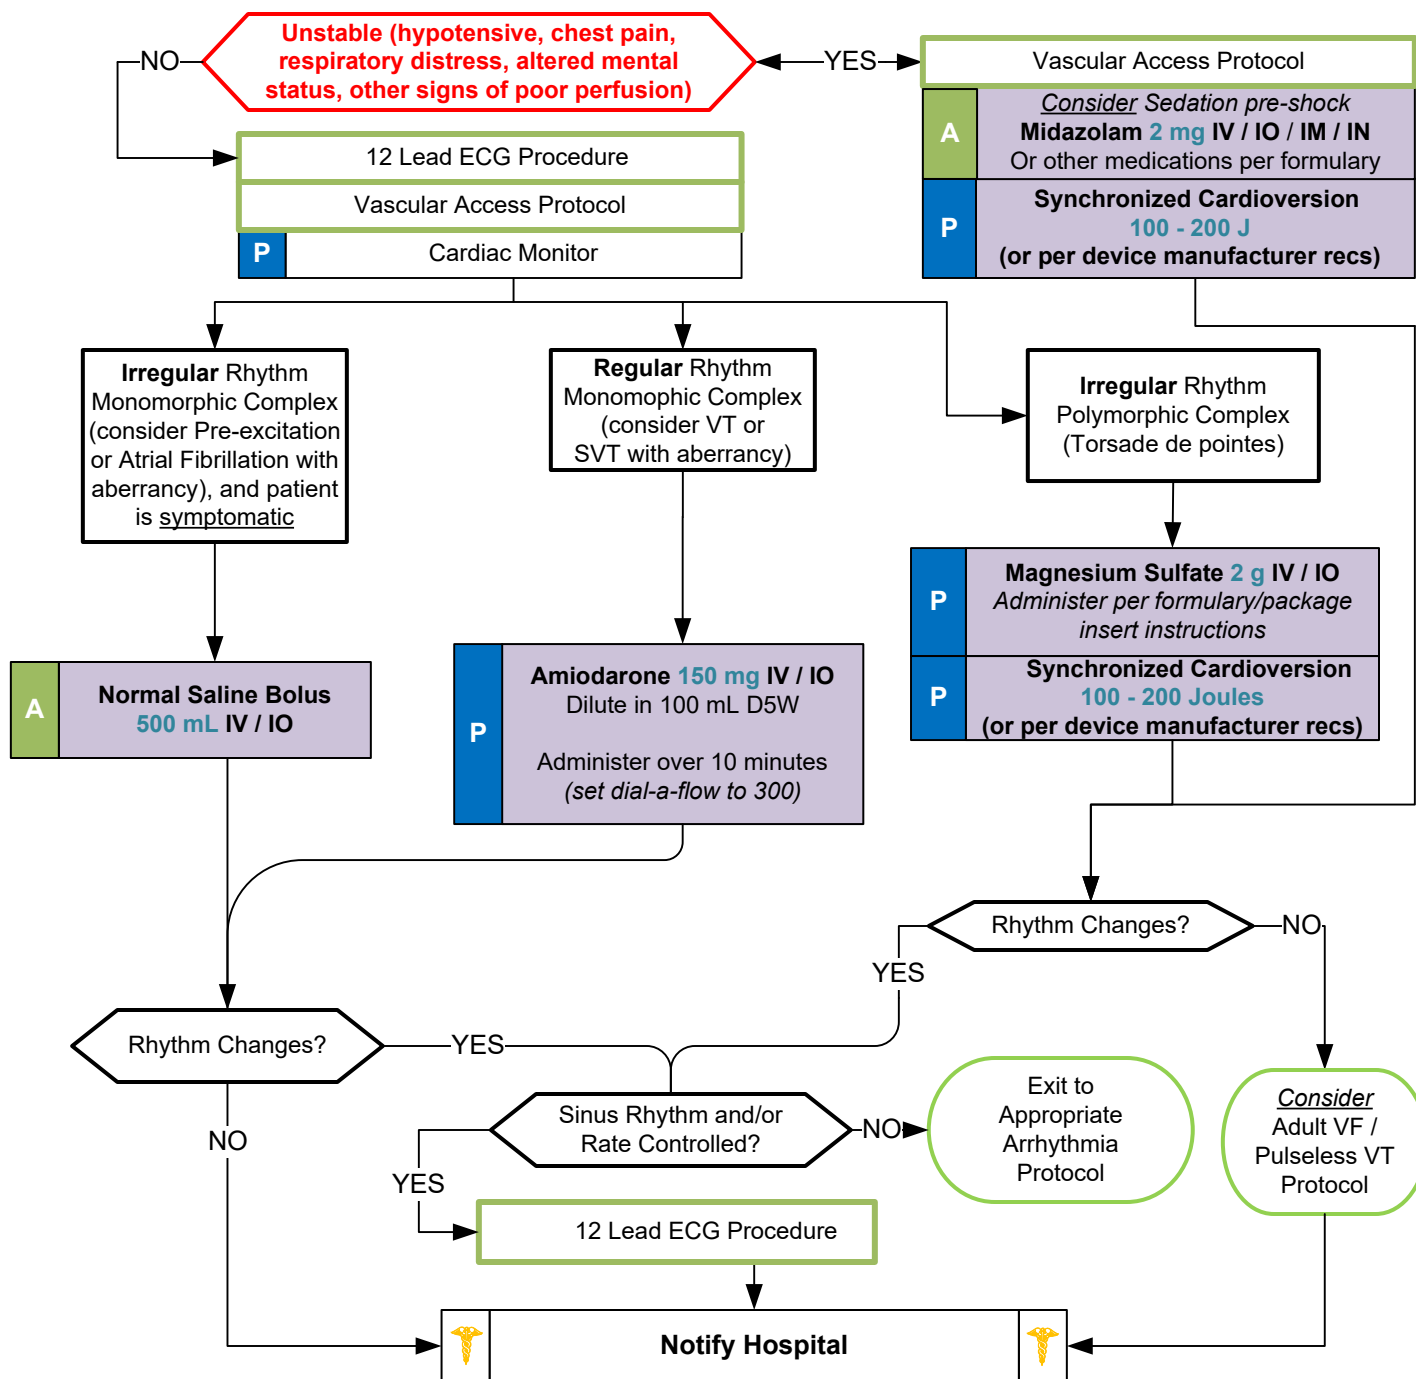 Unstable (hypotensive, chest pain,
respiratory distress, altered mental
status, other signs of poor perfusion)
NO
YES
Vascular Access Protocol
A
Consider Sedation pre-shock
Midazolam 2 mg IV / IO / IM / IN
Or other medications per formulary
P
Synchronized Cardioversion
100 - 200 J
(or per device manufacturer recs)
12 Lead ECG Procedure
Vascular Access Protocol
P
Cardiac Monitor
Irregular Rhythm
Monomorphic Complex
(consider Pre-excitation
or Atrial Fibrillation with
aberrancy), and patient
is symptomatic
Regular Rhythm
Monomophic Complex
(consider VT or
SVT with aberrancy)
Irregular Rhythm
Polymorphic Complex
(Torsade de pointes)
A
Normal Saline Bolus
500 mL IV / IO
P
Amiodarone 150 mg IV / IO
Dilute in 100 mL D5W
Administer over 10 minutes
(set dial-a-flow to 300)
P
Magnesium Sulfate 2 g IV / IO
Administer per formulary/package
insert instructions
P
Synchronized Cardioversion
100 - 200 Joules
(or per device manufacturer recs)
Rhythm Changes?
NO
YES
Rhythm Changes?
YES
NO
Sinus Rhythm and/or
Rate Controlled?
NO
YES
Exit to
Appropriate
Arrhythmia
Protocol
Consider
Adult VF /
Pulseless VT
Protocol
12 Lead ECG Procedure
Notify Hospital